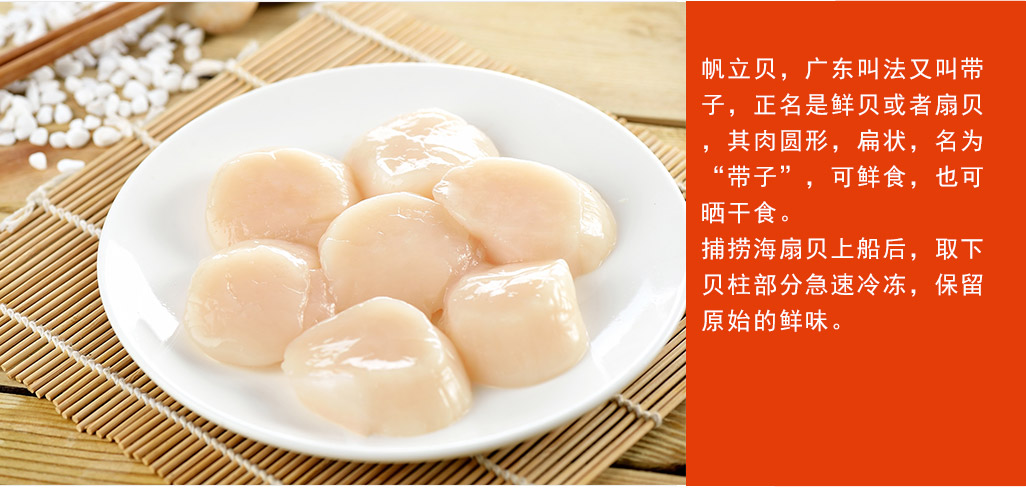 帆立贝，广东叫法又叫带
子，正名是鲜贝或者扇贝
，其肉圆形，扁状，名为
“带子”，可鲜食，也可
晒干食。
捕捞海扇贝上船后，取下
贝柱部分急速冷冻，保留
原始的鲜味。